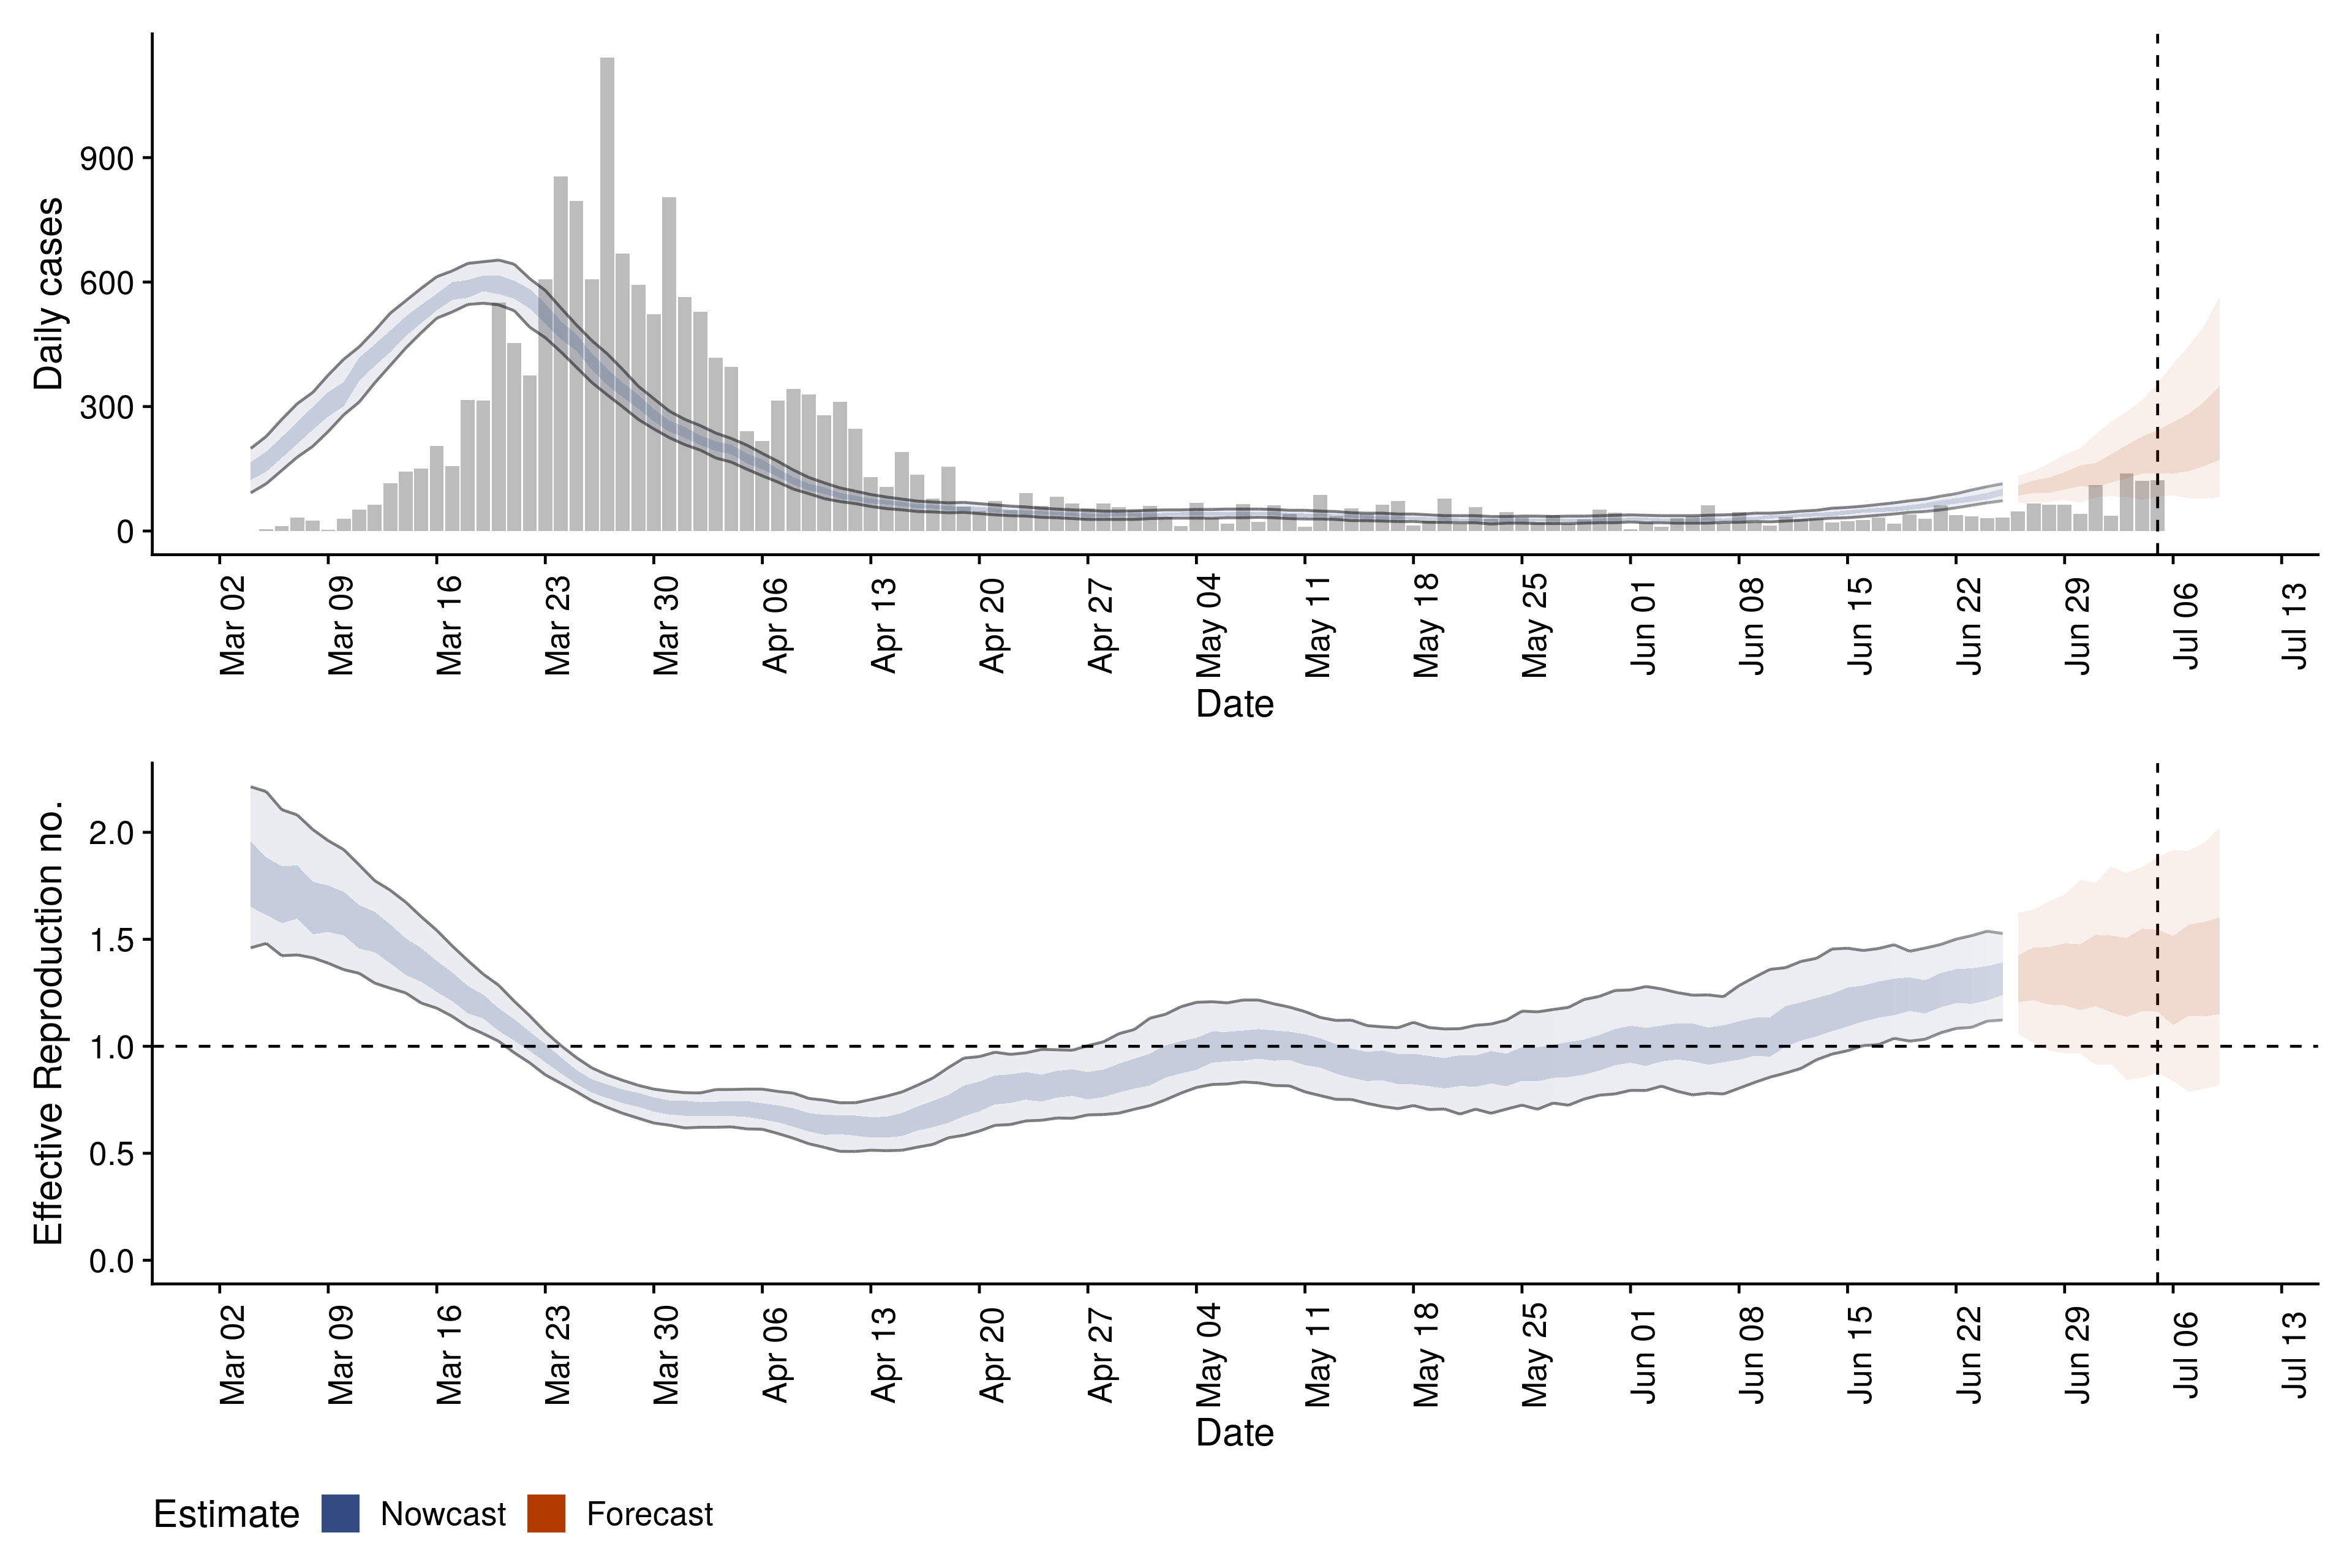 Daily cases
900
600
300
0
Mar 02
Mar 09
Mar 16
Mar 23
Mar 30
Apr 06
Apr 13
Apr 20
Apr 27
May 04
May 11
May 18
May 25
Jun 01
Jun 08
Jun 15
Jun 22
Jun 29
Jul 06
Jul 13
Date
Effective Reproduction no.
2.0
1.5
1.0
0.5
0.0
Mar 02
Mar 09
Mar 16
Mar 23
Mar 30
Apr 06
Apr 13
Apr 20
Apr 27
May 04
May 11
May 18
May 25
Jun 01
Jun 08
Jun 15
Jun 22
Jun 29
Jul 06
Jul 13
Date
Estimate Nowcast Forecast